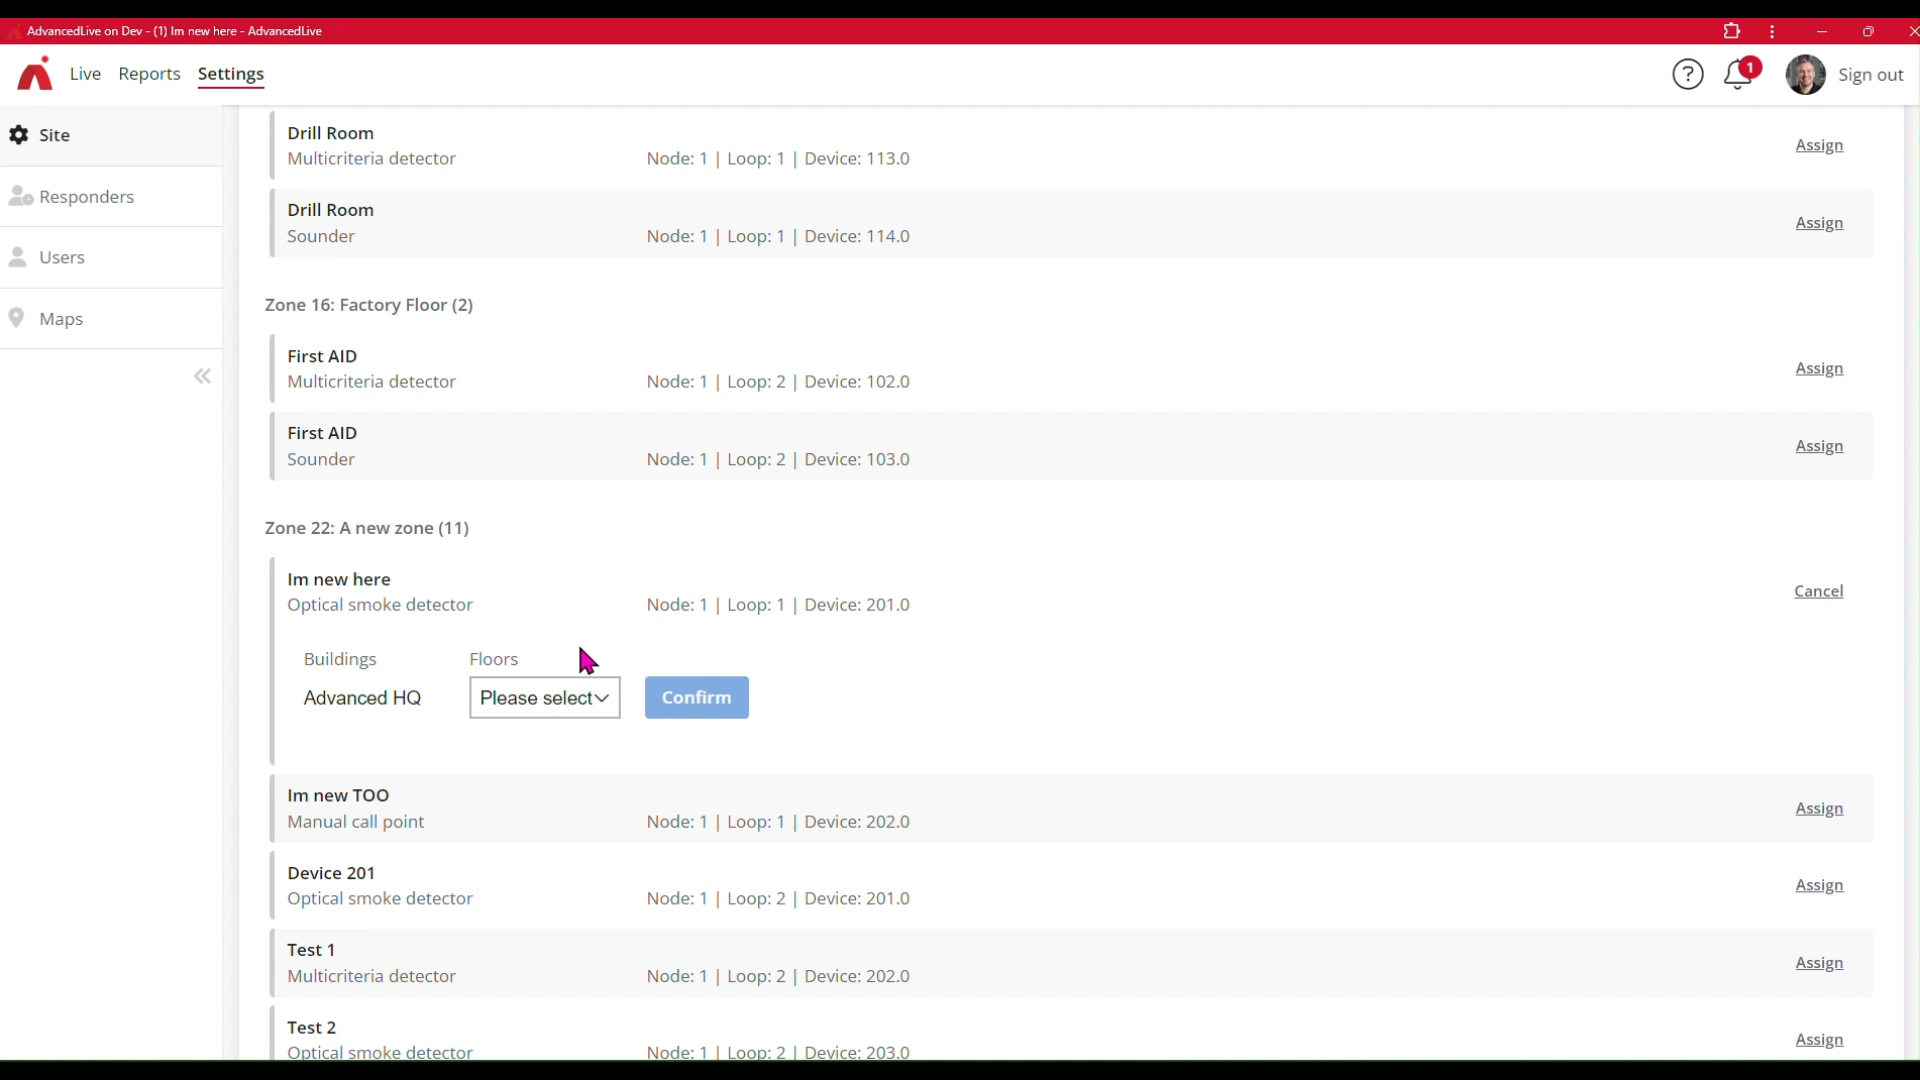 AdvancedLive on Dev - (1) Im new here - AdvancedLive
Live Reports Settings
? 1 Sign out
Site
Responders
Users
Maps
Drill Room
Multicriteria detector Node: 1 | Loop: 1 | Device: 113.0
Assign
Drill Room
Sounder Node: 1 | Loop: 1 | Device: 114.0
Assign
Zone 16: Factory Floor (2)
First AID
Multicriteria detector Node: 1 | Loop: 2 | Device: 102.0
Assign
First AID
Sounder Node: 1 | Loop: 2 | Device: 103.0
Assign
Zone 22: A new zone (11)
Im new here
Optical smoke detector Node: 1 | Loop: 1 | Device: 201.0
Cancel
Buildings Floors
Advanced HQ Please select Confirm
Im new TOO
Manual call point Node: 1 | Loop: 1 | Device: 202.0
Assign
Device 201
Optical smoke detector Node: 1 | Loop: 2 | Device: 201.0
Assign
Test 1
Multicriteria detector Node: 1 | Loop: 2 | Device: 202.0
Assign
Test 2
Optical smoke detector Node: 1 | Loop: 2 | Device: 203.0
Assign